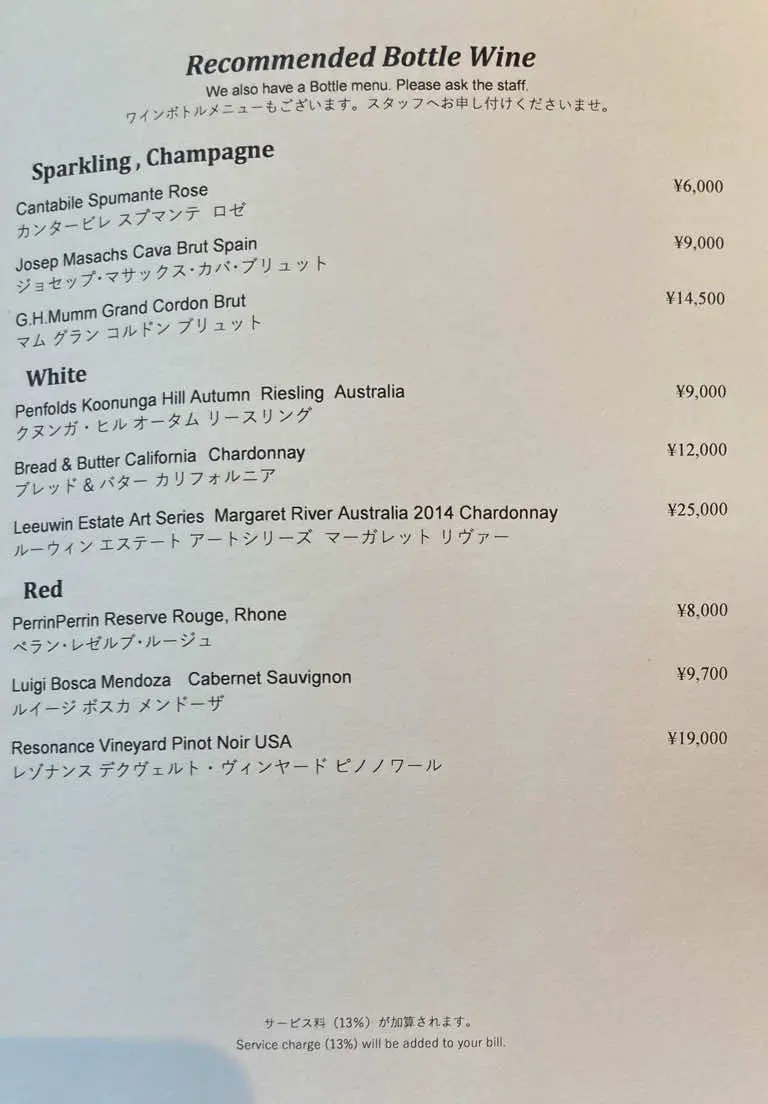 Recommended Bottle Wine
We also have a Bottle menu. Please ask the staff.
ワインボトルメニューもございます。スタッフへお申し付けくださいませ。
Sparkling , Champagne
Cantabile Spumante Rose ¥6,000
カンタービレ スプマンテ ロゼ
Josep Masachs Cava Brut Spain ¥9,000
ジョセップ・マサックス・カバ・ブリュット
G.H.Mumm Grand Cordon Brut ¥14,500
マム グラン コルドン ブリュット
White
Penfolds Koonunga Hill Autumn Riesling Australia ¥9,000
クヌンガ・ヒル オータム リースリング
Bread & Butter California Chardonnay ¥12,000
ブレッド & バター カリフォルニア
Leeuwin Estate Art Series Margaret River Australia 2014 Chardonnay ¥25,000
ルーウィン エステート アートシリーズ マーガレット リヴァー
Red
PerrinPerrin Reserve Rouge, Rhone ¥8,000
ペラン・レゼルブ・ルージュ
Luigi Bosca Mendoza Cabernet Sauvignon ¥9,700
ルイージ ボスカ メンドーザ
Resonance Vineyard Pinot Noir USA ¥19,000
レゾナンス デクヴェルト・ヴィンヤード ピノノワール
サービス料（13%）が加算されます。
Service charge (13%) will be added to your bill.